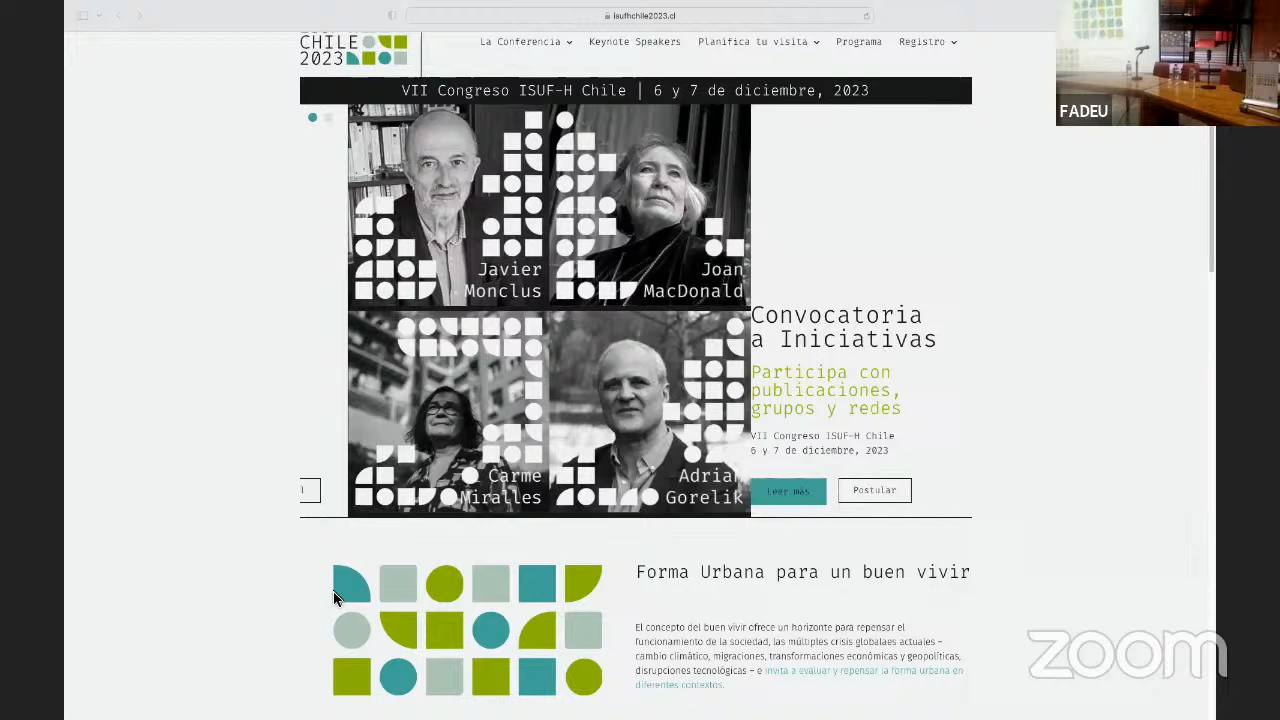 isufhchile2023.cl
CHILE
2023
La Conferencia
Keynote Speakers
Planifica tu visita
Programa
Registro
VII Congreso ISUF-H Chile | 6 y 7 de diciembre, 2023
FADEU
Javier
Monclus
Joan
MacDonald
Carme
Miralles
Adrian
Gorelik
Convocatoria
a Iniciativas
Participa con
publicaciones,
grupos y redes
VII Congreso ISUF-H Chile
6 y 7 de diciembre, 2023
Leer más
Postular
Forma Urbana para un buen vivir
El concepto del buen vivir ofrece un horizonte para repensar el
funcionamiento de la sociedad, las múltiples crisis globalaes actuales –
cambio climático, migraciones, transformaciones económicas y geopolíticas,
disrupciones tecnológicas – e invita a evaluar y repensar la forma urbana en
diferentes contextos.
zoom